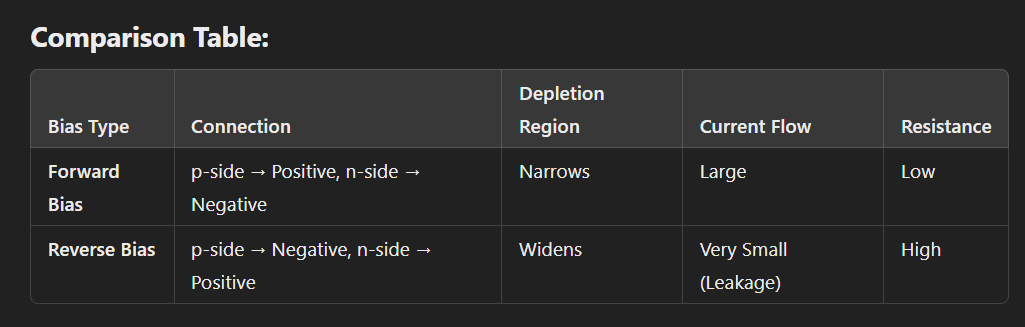 Comparison Table:
Depletion
Bias Type Connection Region Current Flow Resistance
Forward p-side → Positive, n-side → Narrows Large Low
Bias Negative
Reverse Bias p-side → Negative, n-side → Widens Very Small High
Positive (Leakage)